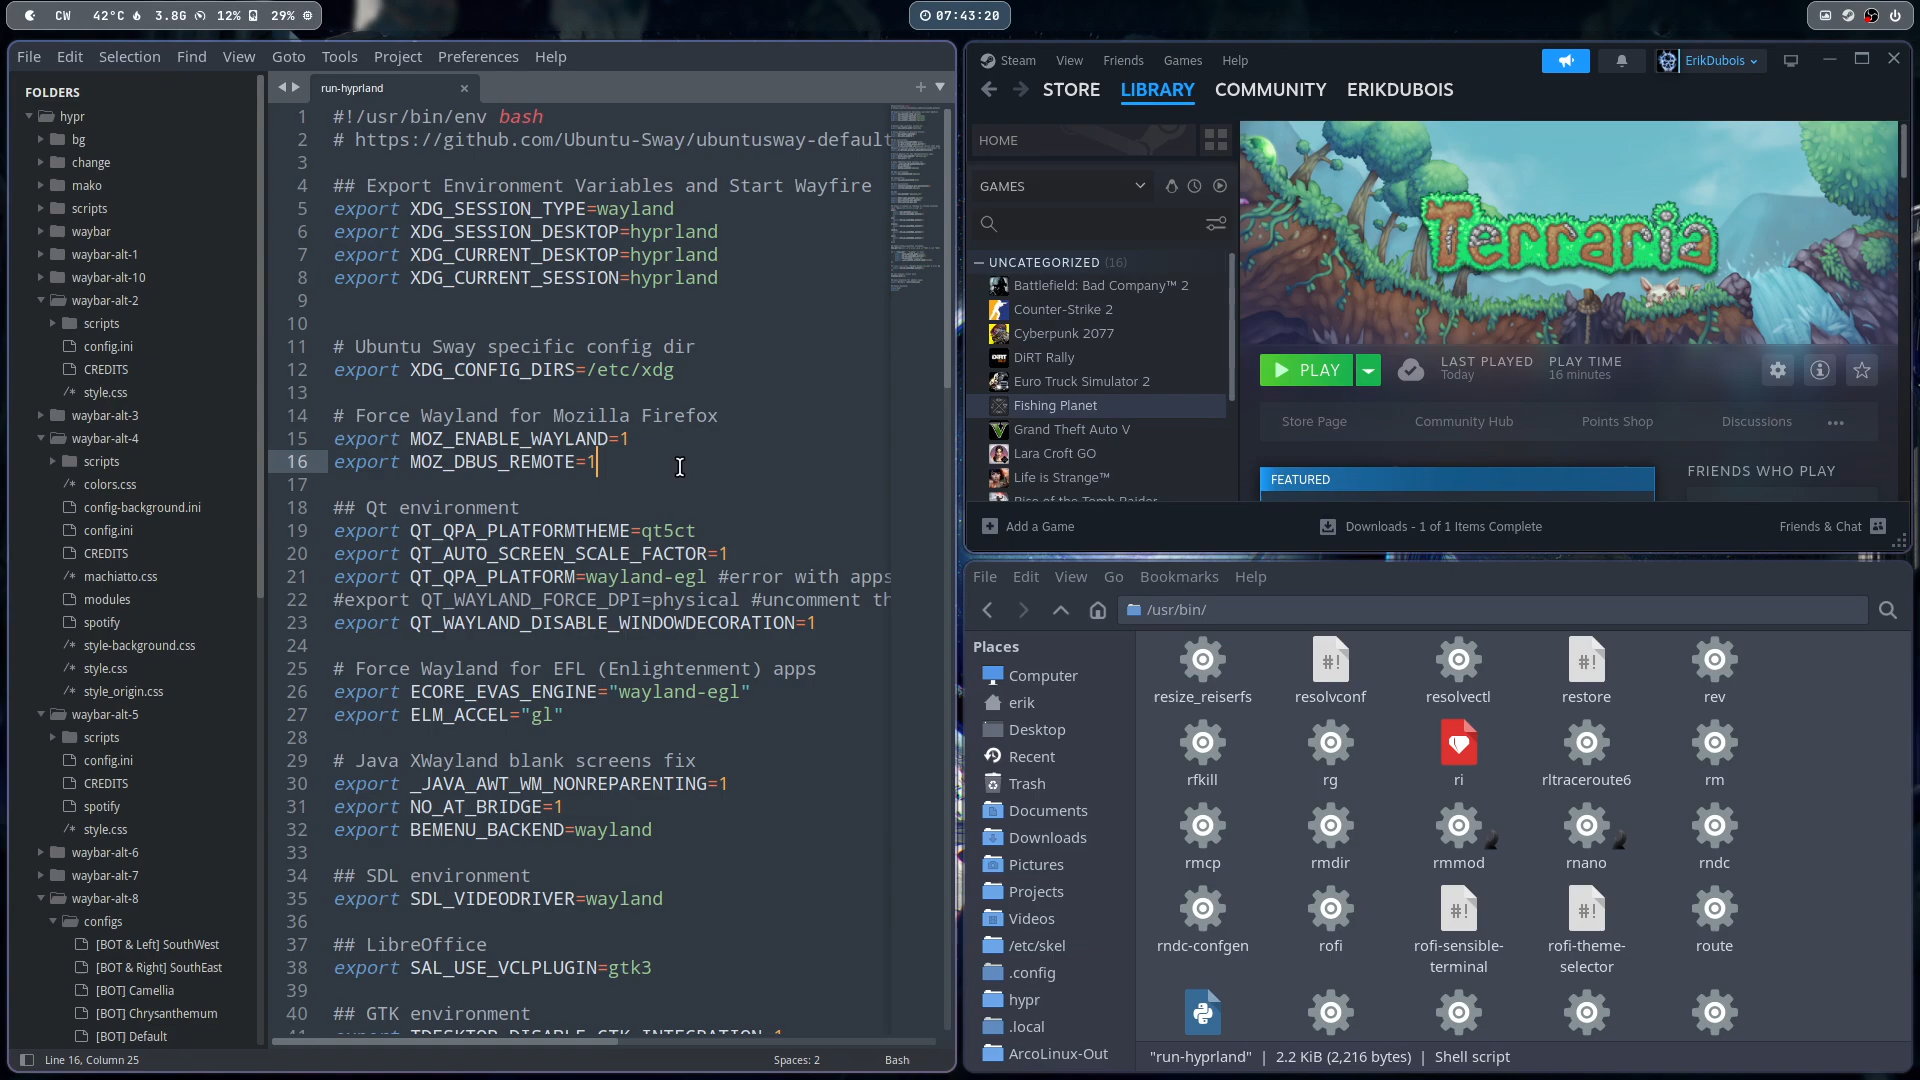 CW 42°C 3.8G 12% 29%
07:43:20
File Edit Selection Find View Goto Tools Project Preferences Help
FOLDERS
hypr
bg
change
mako
scripts
waybar
waybar-alt-1
waybar-alt-10
waybar-alt-2
scripts
config.ini
CREDITS
/* style.css
waybar-alt-3
waybar-alt-4
scripts
/* colors.css
config-background.ini
config.ini
CREDITS
/* machiatto.css
modules
spotify
/* style-background.css
/* style.css
/* style_origin.css
waybar-alt-5
scripts
config.ini
CREDITS
spotify
/* style.css
waybar-alt-6
waybar-alt-7
waybar-alt-8
configs
[BOT & Left] SouthWest
[BOT & Right] SouthEast
[BOT] Camellia
[BOT] Chrysanthemum
[BOT] Default
run-hyprland
1 #!/usr/bin/env bash
2 # https://github.com/Ubuntu-Sway/ubuntusway-default
3
4 ## Export Environment Variables and Start Wayfire
5 export XDG_SESSION_TYPE=wayland
6 export XDG_SESSION_DESKTOP=hyprland
7 export XDG_CURRENT_DESKTOP=hyprland
8 export XDG_CURRENT_SESSION=hyprland
9
10
11 # Ubuntu Sway specific config dir
12 export XDG_CONFIG_DIRS=/etc/xdg
13
14 # Force Wayland for Mozilla Firefox
15 export MOZ_ENABLE_WAYLAND=1
16 export MOZ_DBUS_REMOTE=1
17
18 ## Qt environment
19 export QT_QPA_PLATFORMTHEME=qt5ct
20 export QT_AUTO_SCREEN_SCALE_FACTOR=1
21 export QT_QPA_PLATFORM=wayland-egl #error with apps
22 #export QT_WAYLAND_FORCE_DPI=physical #uncomment th
23 export QT_WAYLAND_DISABLE_WINDOWDECORATION=1
24
25 # Force Wayland for EFL (Enlightenment) apps
26 export ECORE_EVAS_ENGINE="wayland-egl"
27 export ELM_ACCEL="gl"
28
29 # Java XWayland blank screens fix
30 export _JAVA_AWT_WM_NONREPARENTING=1
31 export NO_AT_BRIDGE=1
32 export BEMENU_BACKEND=wayland
33
34 ## SDL environment
35 export SDL_VIDEODRIVER=wayland
36
37 ## LibreOffice
38 export SAL_USE_VCLPLUGIN=gtk3
39
40 ## GTK environment
Line 16, Column 25 Spaces: 2 Bash
Steam View Friends Games Help ErikDubois
STORE LIBRARY COMMUNITY ERIKDUBOIS
HOME
GAMES
UNCATEGORIZED (16)
Battlefield: Bad Company™ 2
Counter-Strike 2
Cyberpunk 2077
DiRT Rally
Euro Truck Simulator 2
Fishing Planet
Grand Theft Auto V
Lara Croft GO
Life is Strange™
Rise of the Tomb Raider
Terraria
PLAY
LAST PLAYED
Today
PLAY TIME
16 minutes
Store Page Community Hub Points Shop Discussions
FEATURED
FRIENDS WHO PLAY
Add a Game Downloads - 1 of 1 Items Complete Friends & Chat
File Edit View Go Bookmarks Help
/usr/bin/
Places
Computer
erik
Desktop
Recent
Trash
Documents
Downloads
Pictures
Projects
Videos
/etc/skel
.config
hypr
.local
ArcoLinux-Out
resize_reiserfs resolvconf resolvectl restore rev
rfkill rg ri rltraceroute6 rm
rmcp rmdir rmmod rnano rndc
rndc-confgen rofi rofi-sensible-terminal rofi-theme-selector route
"run-hyprland" | 2.2 KiB (2,216 bytes) | Shell script